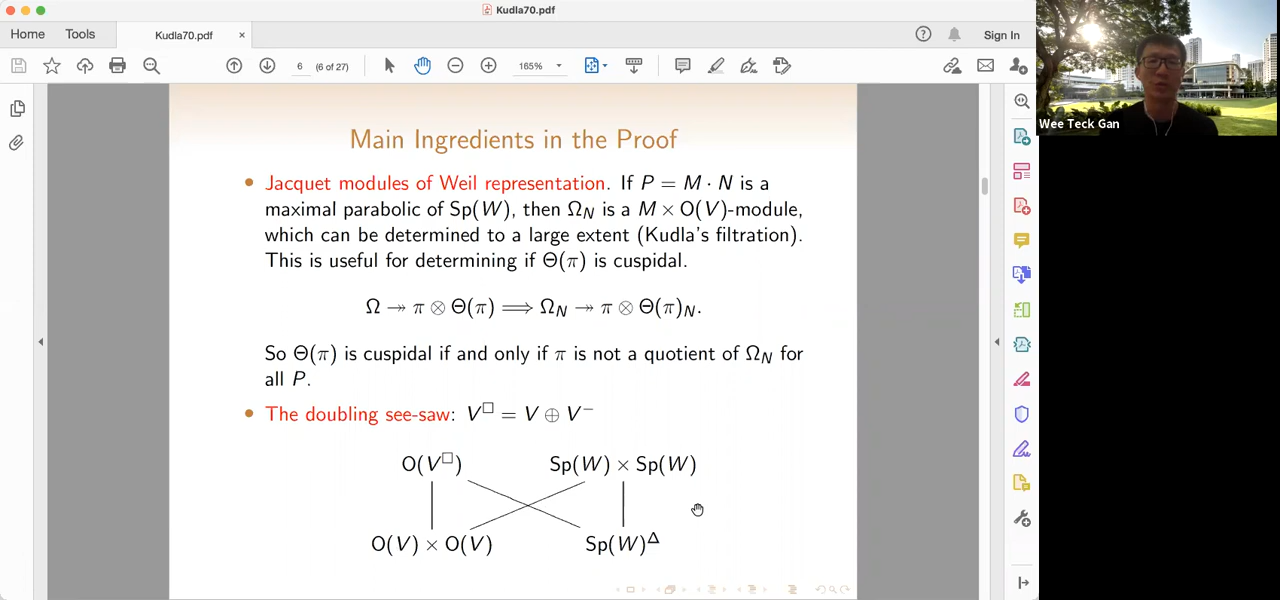 Kudla70.pdf
Home Tools Kudla70.pdf × Sign In
6 (6 of 27) 165%
Wee Teck Gan
Main Ingredients in the Proof
• Jacquet modules of Weil representation. If P = M · N is a
maximal parabolic of Sp(W), then Ω_N is a M × O(V)-module,
which can be determined to a large extent (Kudla's filtration).
This is useful for determining if Θ(π) is cuspidal.
Ω ↠ π ⊗ Θ(π) ⟹ Ω_N ↠ π ⊗ Θ(π)_N.
So Θ(π) is cuspidal if and only if π is not a quotient of Ω_N for
all P.
• The doubling see-saw: V^□ = V ⊕ V^−
O(V^□) Sp(W) × Sp(W)
O(V) × O(V) Sp(W)^Δ